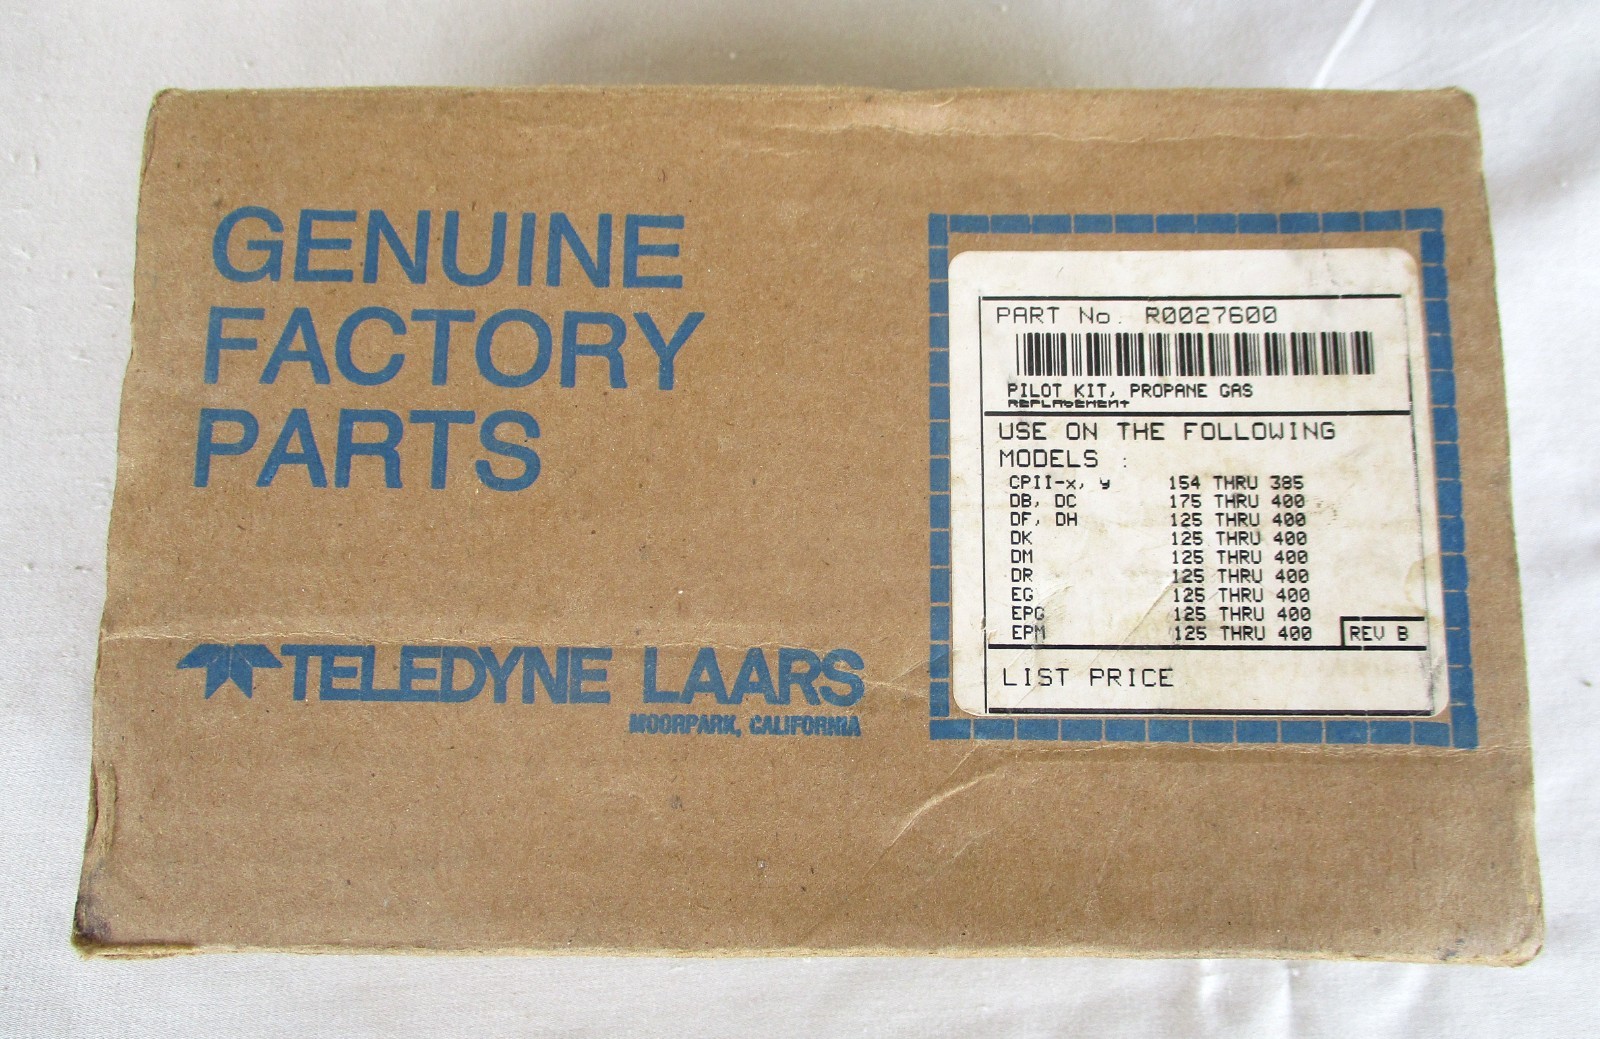 GENUINE
FACTORY
PARTS
TELEDYNE LAARS
MOORPARK, CALIFORNIA
PART No. R0027600
PILOT KIT, PROPANE GAS
REPLACEMENT
USE ON THE FOLLOWING
MODELS :
CPII-x, y 154 THRU 385
DB, DC 175 THRU 400
DF, DH 125 THRU 400
DK 125 THRU 400
DM 125 THRU 400
DR 125 THRU 400
EG 125 THRU 400
EPG 125 THRU 400
EPM 125 THRU 400
REV B
LIST PRICE